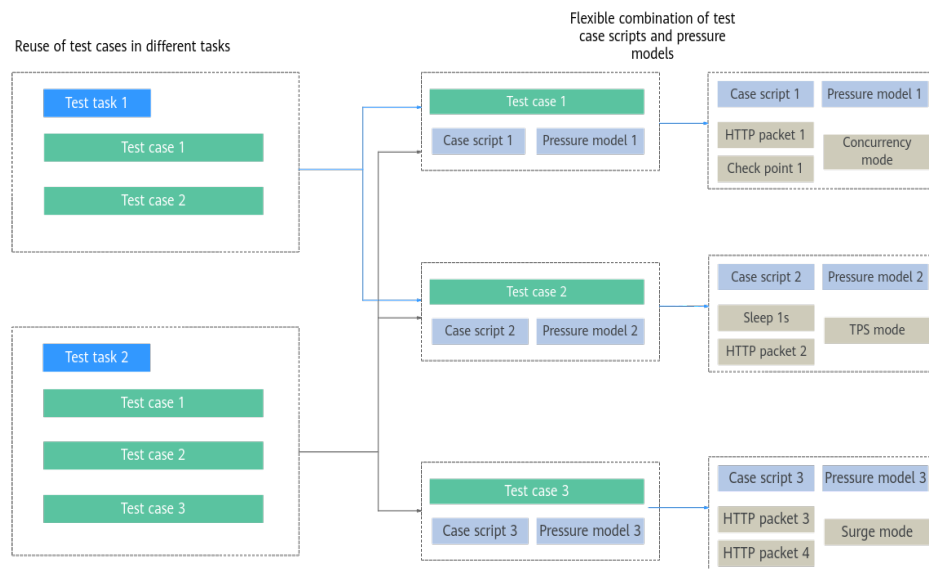 Reuse of test cases in different tasks
Test task 1
Test case 1
Test case 2
Test task 2
Test case 1
Test case 2
Test case 3
Flexible combination of test
case scripts and pressure
models
Test case 1
Case script 1
Pressure model 1
Test case 2
Case script 2
Pressure model 2
Test case 3
Case script 3
Pressure model 3
Case script 1
Pressure model 1
HTTP packet 1
Check point 1
Concurrency
mode
Case script 2
Pressure model 2
Sleep 1s
HTTP packet 2
TPS mode
Case script 3
Pressure model 3
HTTP packet 3
HTTP packet 4
Surge mode